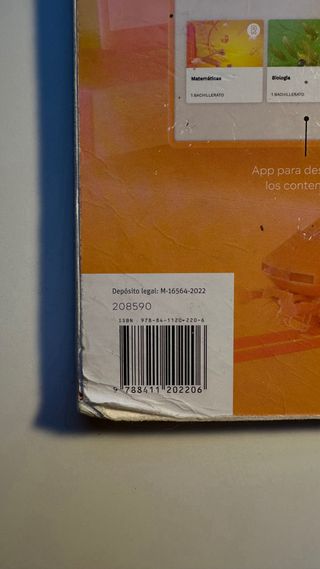 Matemáticas
Biología
1 BACHILLERATO
1 BACHILLERATO
App para des
los conten
Depósito legal: M-16564-2022
208590
ISBN 978-84-1120-220-6
9 788411 202206